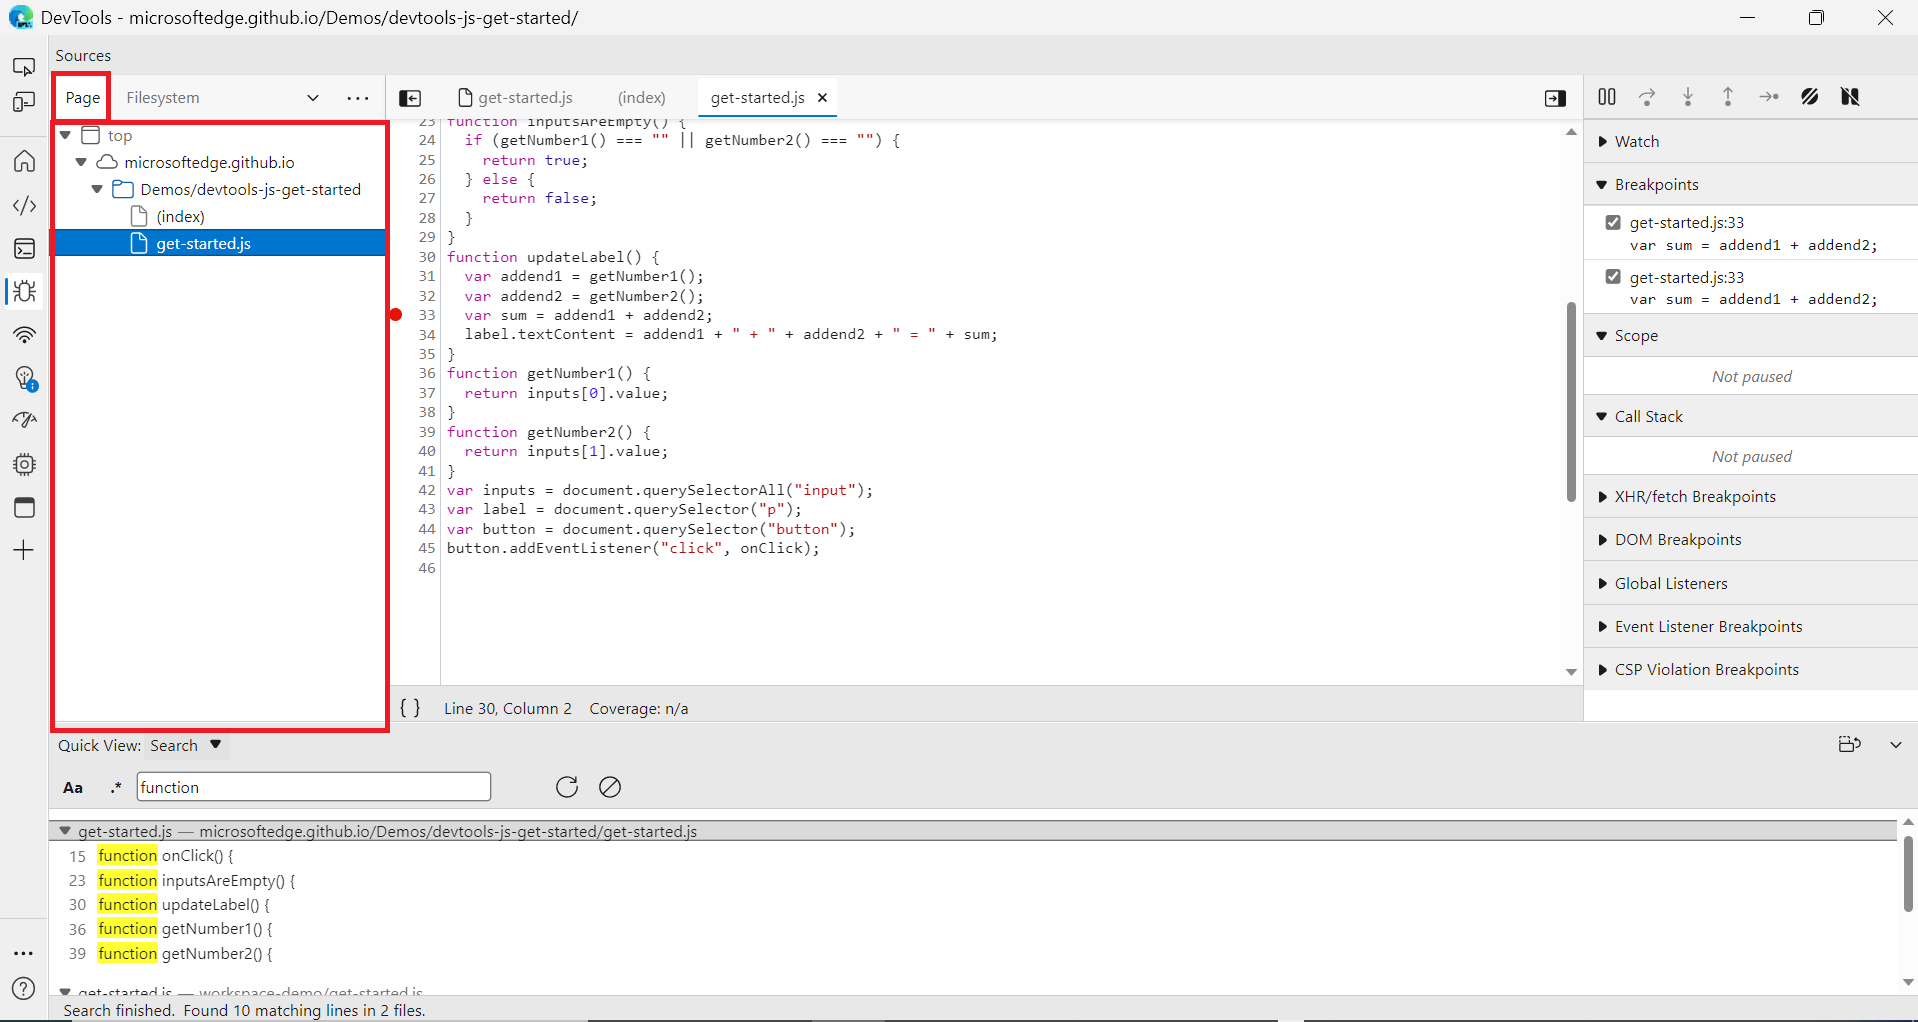 DevTools - microsoftedge.github.io/Demos/devtools-js-get-started/
Sources
Page
Filesystem
get-started.js
(index)
get-started.js
top
microsoftedge.github.io
Demos/devtools-js-get-started
(index)
get-started.js
23 function inputsAreEmpty() {
24 if (getNumber1() === "" || getNumber2() === "") {
25 return true;
26 } else {
27 return false;
28 }
29 }
30 function updateLabel() {
31 var addend1 = getNumber1();
32 var addend2 = getNumber2();
33 var sum = addend1 + addend2;
34 label.textContent = addend1 + " + " + addend2 + " = " + sum;
35 }
36 function getNumber1() {
37 return inputs[0].value;
38 }
39 function getNumber2() {
40 return inputs[1].value;
41 }
42 var inputs = document.querySelectorAll("input");
43 var label = document.querySelector("p");
44 var button = document.querySelector("button");
45 button.addEventListener("click", onClick);
46
{ } Line 30, Column 2 Coverage: n/a
Watch
Breakpoints
get-started.js:33
var sum = addend1 + addend2;
get-started.js:33
var sum = addend1 + addend2;
Scope
Not paused
Call Stack
Not paused
XHR/fetch Breakpoints
DOM Breakpoints
Global Listeners
Event Listener Breakpoints
CSP Violation Breakpoints
Quick View: Search
Aa .* function
get-started.js — microsoftedge.github.io/Demos/devtools-js-get-started/get-started.js
15 function onClick() {
23 function inputsAreEmpty() {
30 function updateLabel() {
36 function getNumber1() {
39 function getNumber2() {
get-started.js — workspace-demo/get-started.js
Search finished. Found 10 matching lines in 2 files.